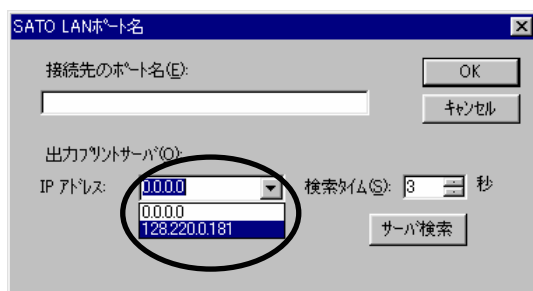 SATO LANﾎﾟｰﾄ名
接続先のﾎﾟｰﾄ名(E):
OK
ｷｬﾝｾﾙ
出力ﾌﾟﾘﾝﾄｻｰﾊﾞ(O):
IP ｱﾄﾞﾚｽ: 0.0.0.0 検索ﾀｲﾑ(S): 3 秒
0.0.0.0
128.220.0.181
ｻｰﾊﾞ検索